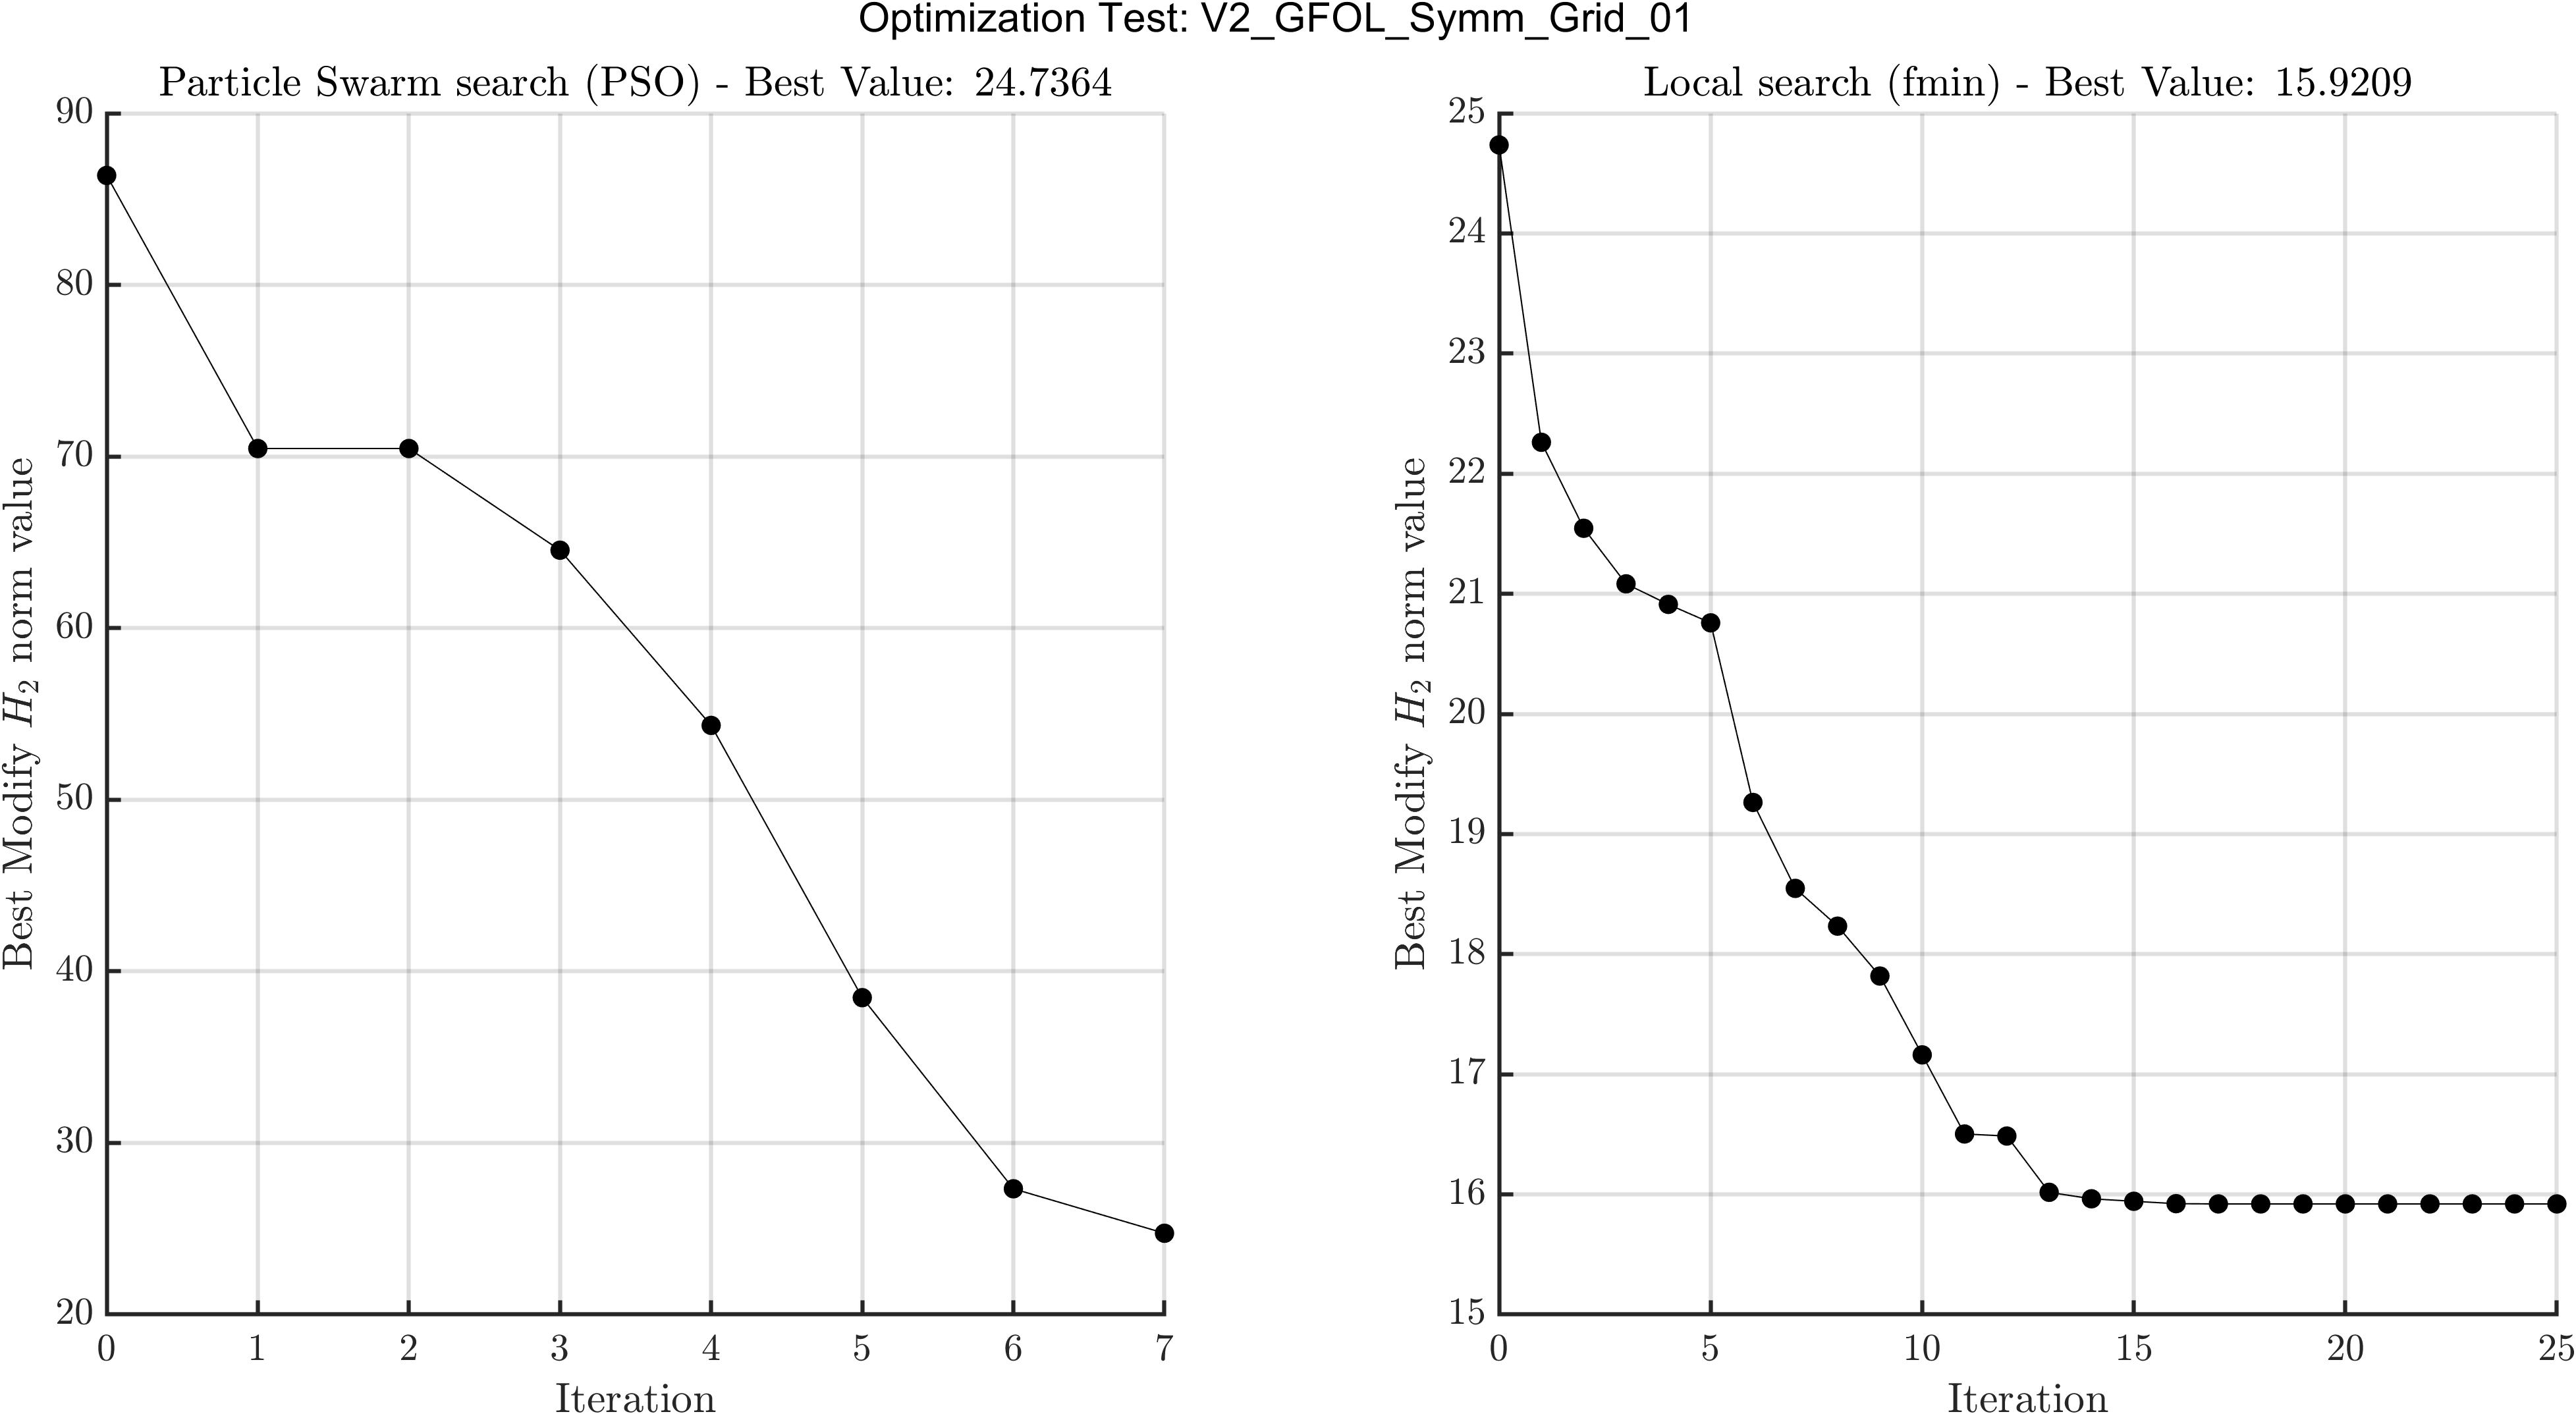 Optimization Test: V2_GFOL_Symm_Grid_01
Particle Swarm search (PSO) - Best Value: 24.7364
90
80
70
60
50
40
30
20
Best Modify H₂ norm value
0 1 2 3 4 5 6 7
Iteration
Local search (fmin) - Best Value: 15.9209
25
24
23
22
21
20
19
18
17
16
15
Best Modify H₂ norm value
0 5 10 15 20 25
Iteration